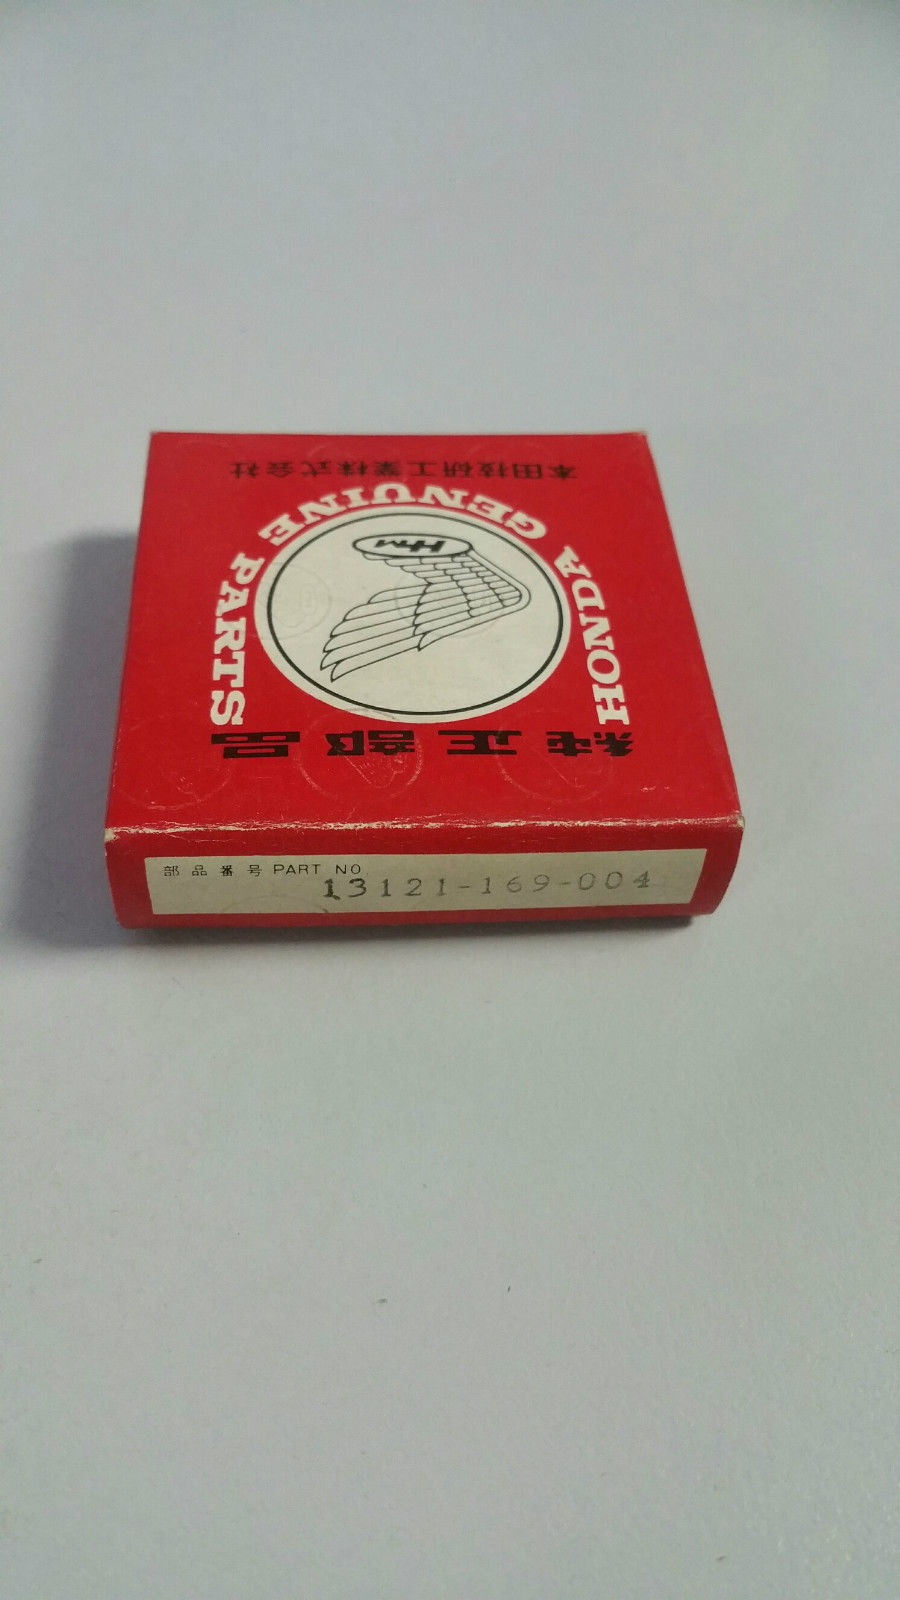 純正部品
HONDA GENUINE PARTS
HM
本田技研工業株式会社
部品番号 PART NO
13121-169-004